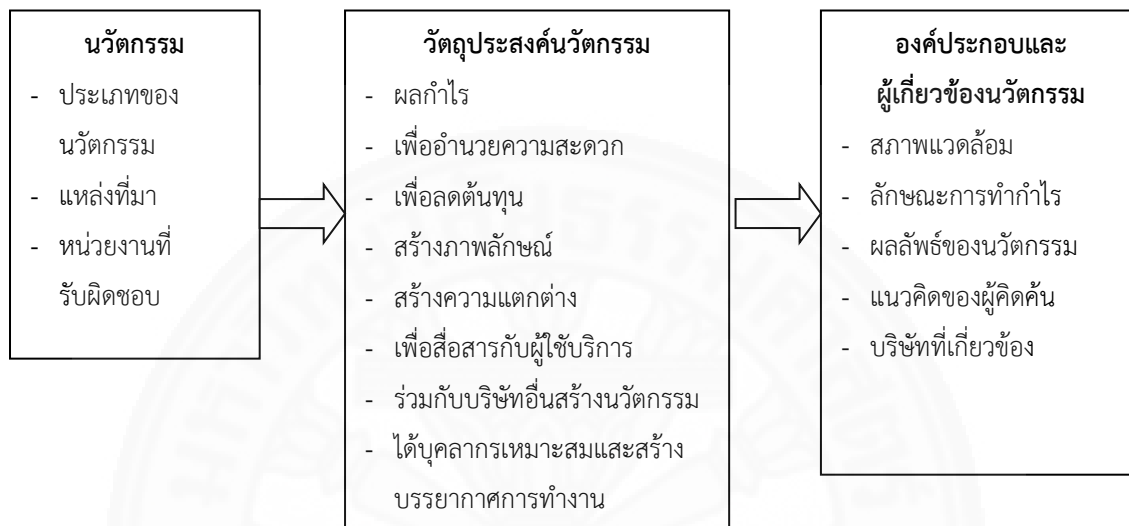 นวัตกรรม
- ประเภทของ
นวัตกรรม
- แหล่งที่มา
- หน่วยงานที่
รับผิดชอบ
วัตถุประสงค์นวัตกรรม
- ผลกำไร
- เพื่ออำนวยความสะดวก
- เพื่อลดต้นทุน
- สร้างภาพลักษณ์
- สร้างความแตกต่าง
- เพื่อสื่อสารกับผู้ใช้บริการ
- ร่วมกับบริษัทอื่นสร้างนวัตกรรม
- ได้บุคลากรเหมาะสมและสร้าง
บรรยากาศการทำงาน
องค์ประกอบและ
ผู้เกี่ยวข้องนวัตกรรม
- สภาพแวดล้อม
- ลักษณะการทำกำไร
- ผลลัพธ์ของนวัตกรรม
- แนวคิดของผู้คิดค้น
- บริษัทที่เกี่ยวข้อง